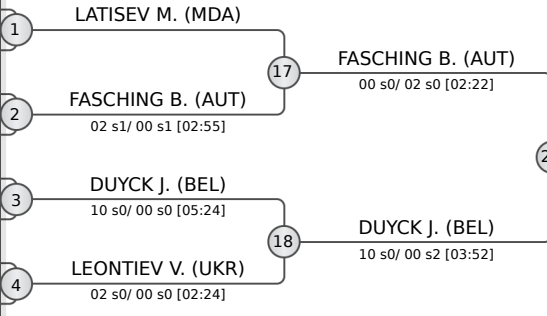 LATISEV M. (MDA)
1
17
FASCHING B. (AUT)
00 s0/ 02 s0 [02:22]
FASCHING B. (AUT)
2
02 s1/ 00 s1 [02:55]
DUYCK J. (BEL)
3
10 s0/ 00 s0 [05:24]
18
DUYCK J. (BEL)
10 s0/ 00 s2 [03:52]
LEONTIEV V. (UKR)
4
02 s0/ 00 s0 [02:24]